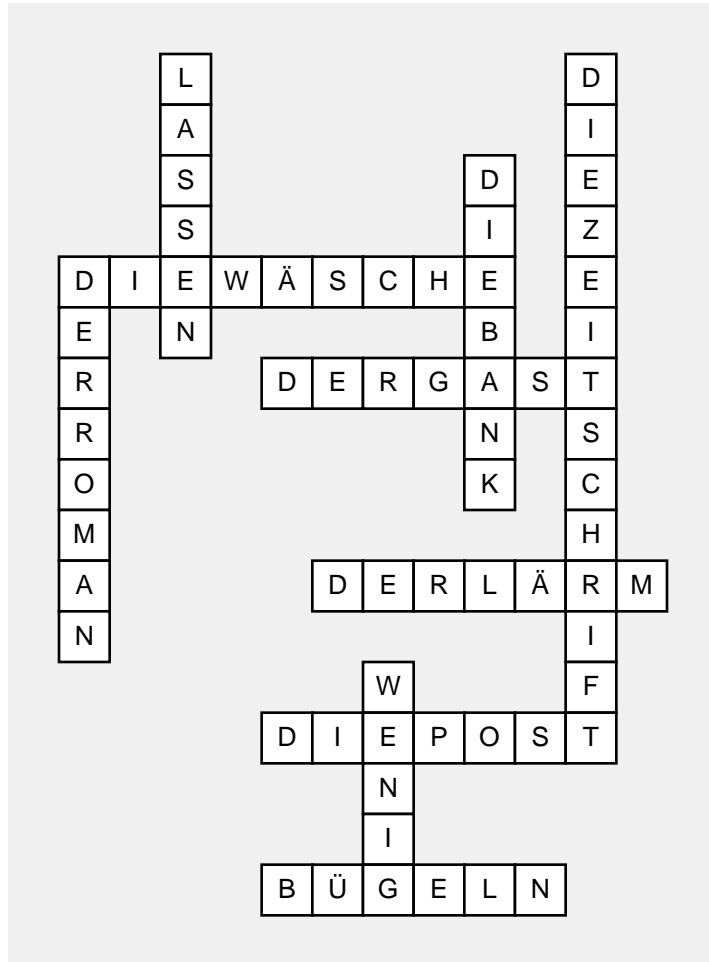 LASSEN
DIEZEITSCHRIFT
DIEBANK
DIEWÄSCHE
DERROMAN
DERGAST
DERLÄRM
WENIG
DIEPOST
BÜGELN